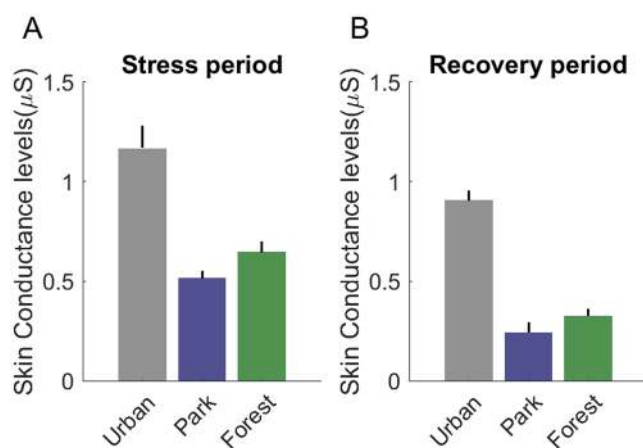 A
Stress period
Skin Conductance levels(μS)
1.5
1
0.5
0
Urban
Park
Forest
B
Recovery period
Skin Conductance levels(μS)
1.5
1
0.5
0
Urban
Park
Forest